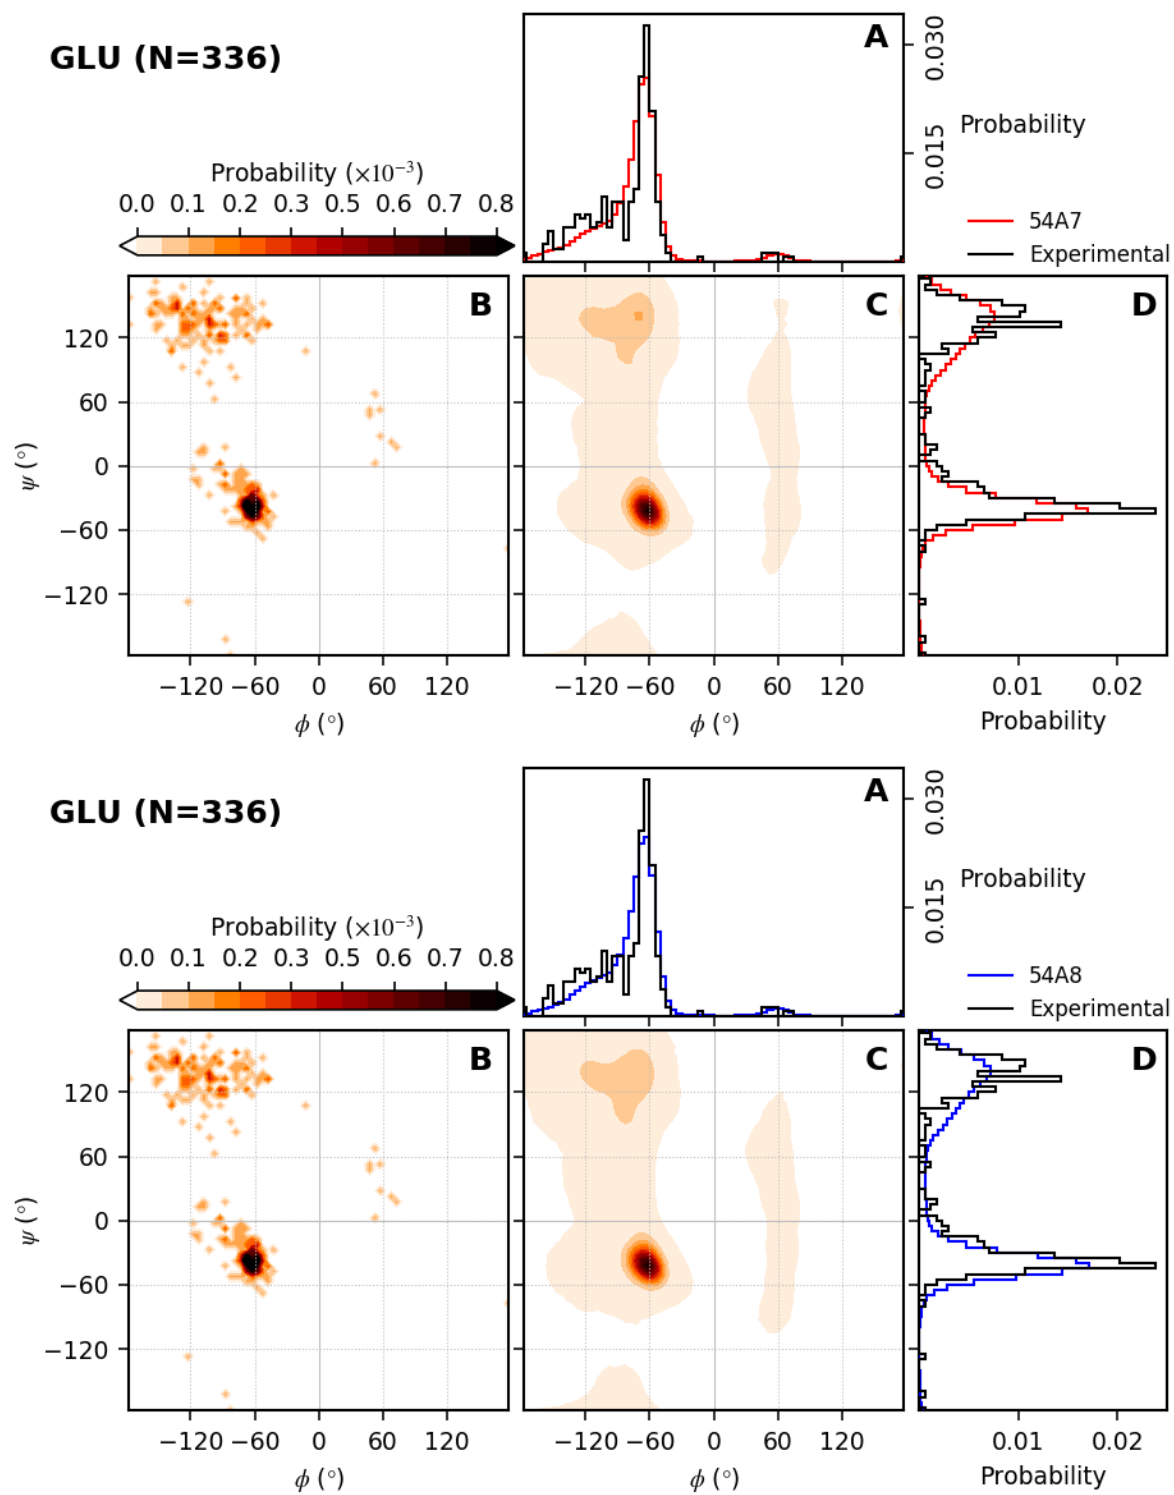 GLU (N=336)
A
0.030
0.015
Probability
Probability (×10⁻³)
0.0 0.1 0.2 0.3 0.5 0.6 0.7 0.8
54A7
Experimental
B
C
D
120
60
0
−60
−120
ψ (°)
−120 −60 0 60 120
−120 −60 0 60 120
0.01 0.02
ϕ (°)
ϕ (°)
Probability
GLU (N=336)
A
0.030
0.015
Probability
Probability (×10⁻³)
0.0 0.1 0.2 0.3 0.5 0.6 0.7 0.8
54A8
Experimental
B
C
D
120
60
0
−60
−120
ψ (°)
−120 −60 0 60 120
−120 −60 0 60 120
0.01 0.02
ϕ (°)
ϕ (°)
Probability